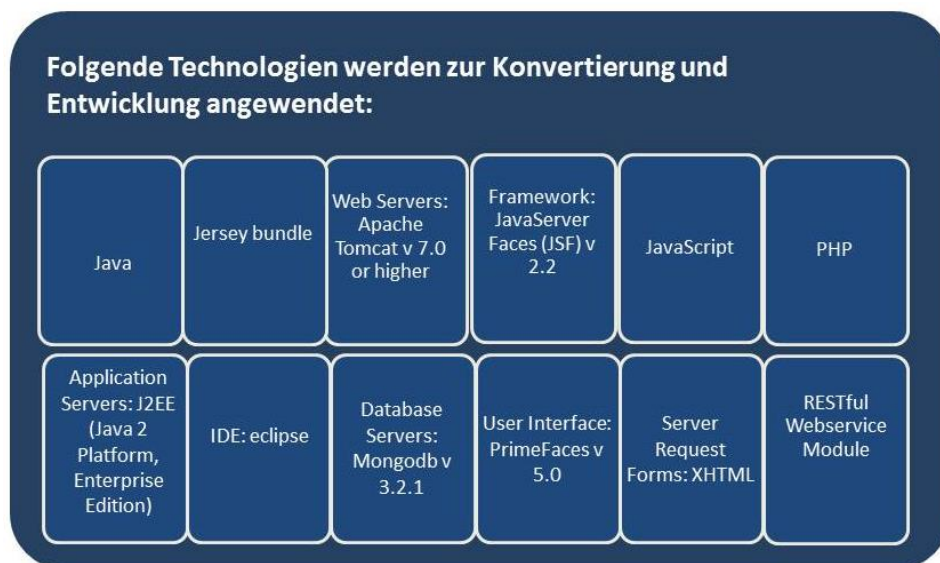 Folgende Technologien werden zur Konvertierung und
Entwicklung angewendet:
Java
Jersey bundle
Web Servers:
Apache
Tomcat v 7.0
or higher
Framework:
JavaServer
Faces (JSF) v
2.2
JavaScript
PHP
Application
Servers: J2EE
(Java 2
Platform,
Enterprise
Edition)
IDE: eclipse
Database
Servers:
Mongodb v
3.2.1
User Interface:
PrimeFaces v
5.0
Server
Request
Forms: XHTML
RESTful
Webservice
Module